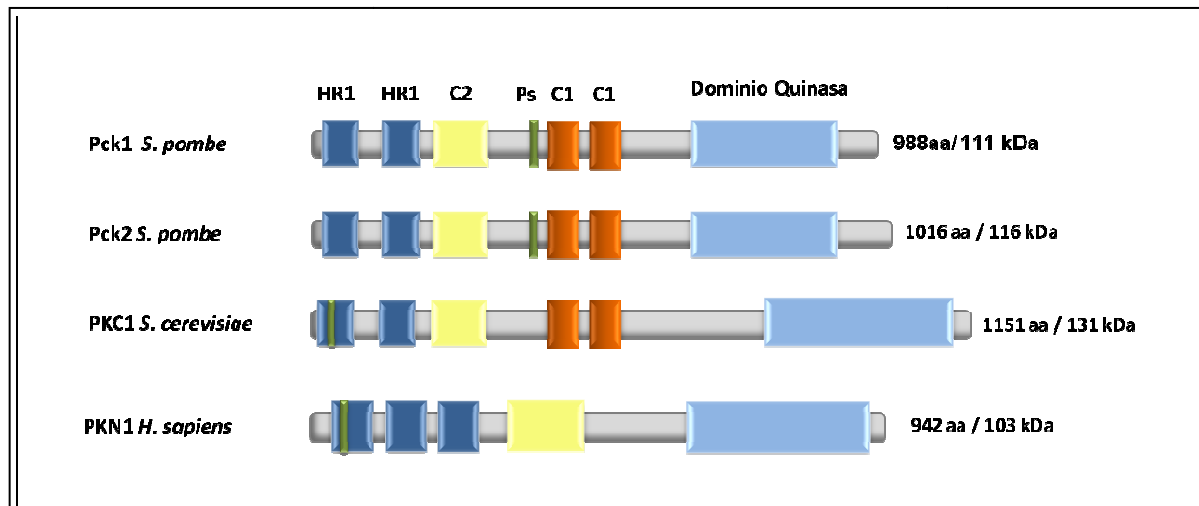 HR1 HR1 C2 Ps C1 C1 Dominio Quinasa
Pck1 S. pombe 988aa/111 kDa
Pck2 S. pombe 1016 aa / 116 kDa
PKC1 S. cerevisiae 1151 aa / 131 kDa
PKN1 H. sapiens 942 aa / 103 kDa